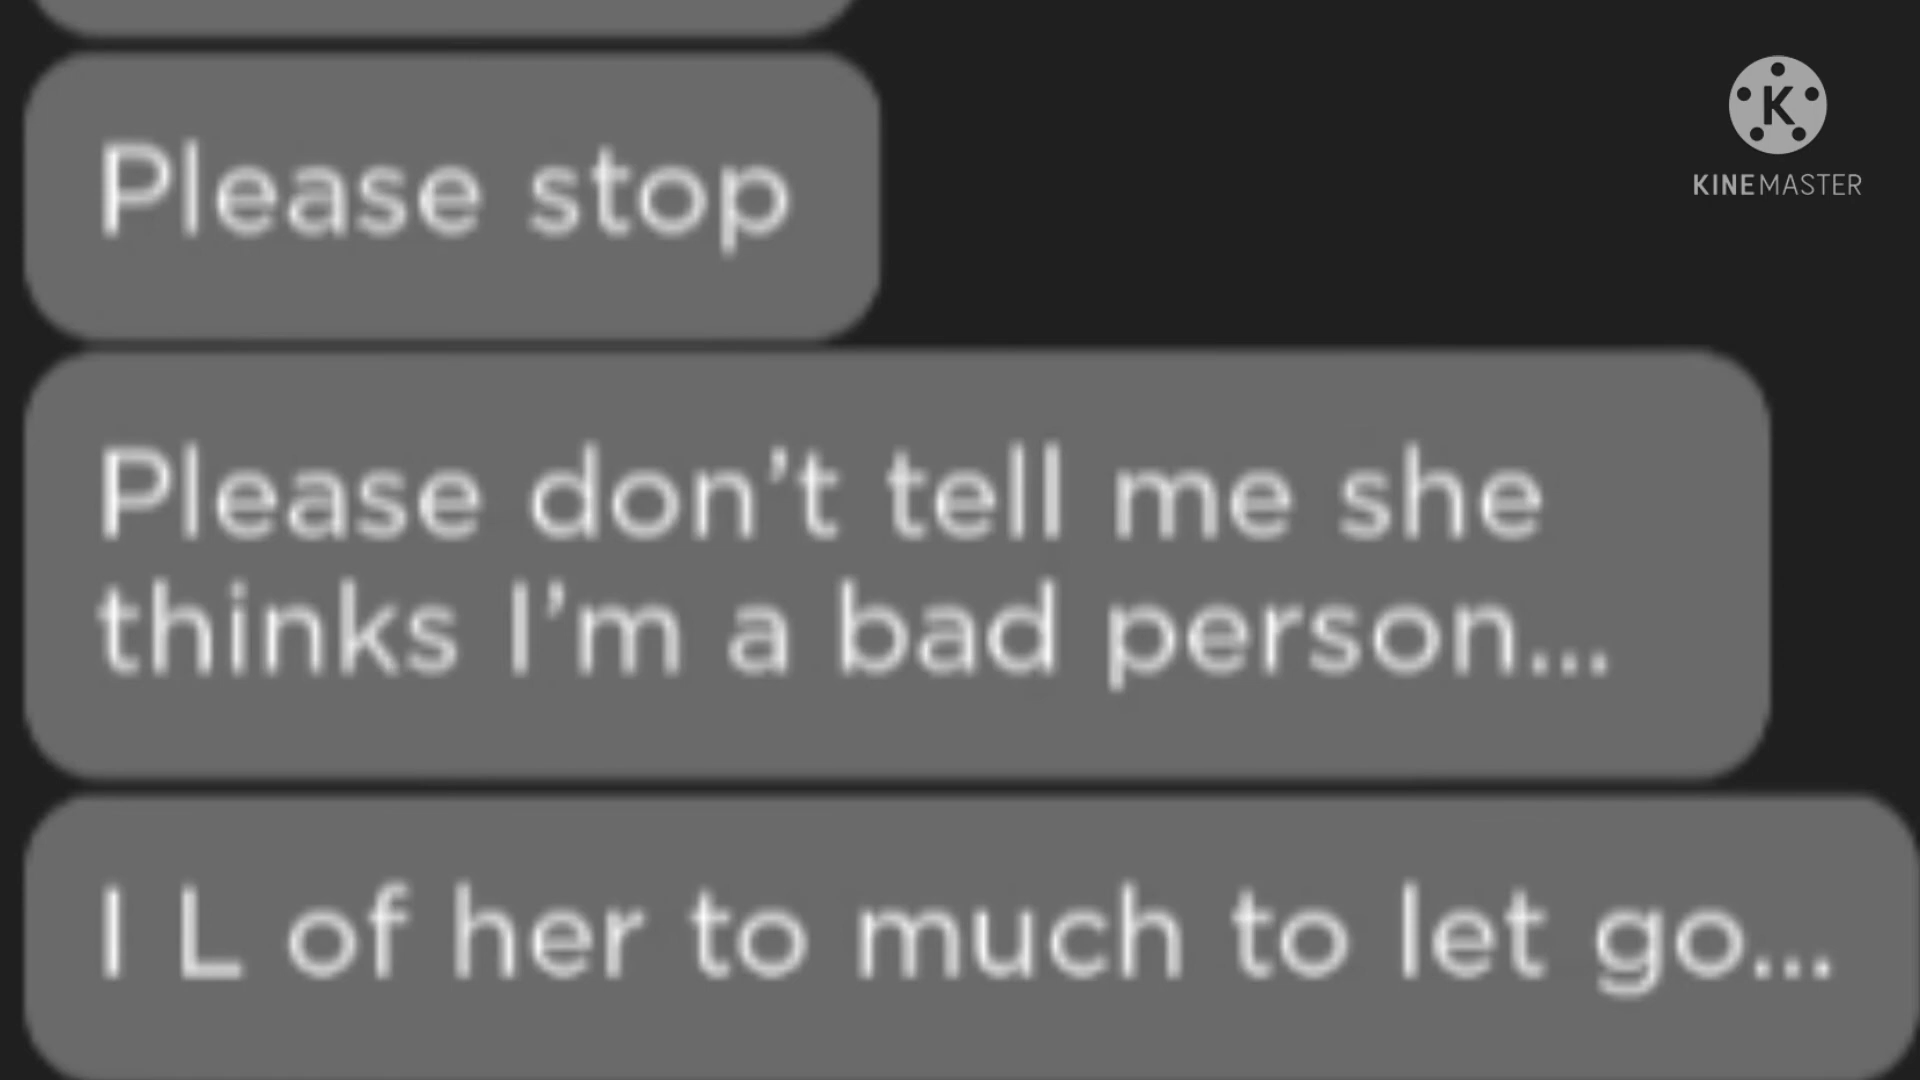 Please stop
KINEMASTER
Please don't tell me she
thinks I'm a bad person...
I L of her to much to let go...